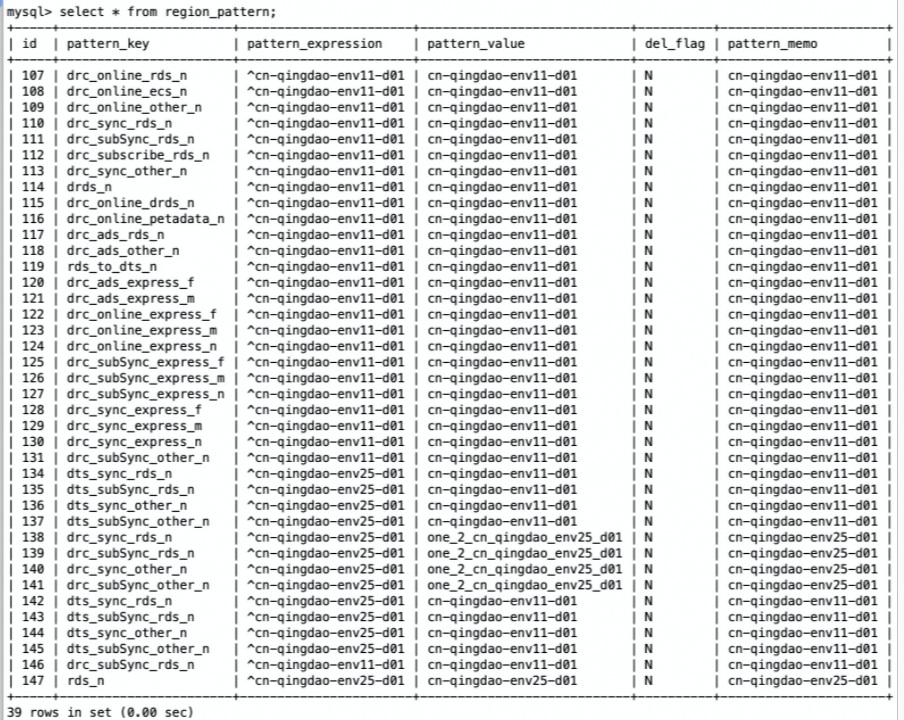 mysql> select * from region_pattern;
+-----+------------------------+----------------------+--------------------------+----------+---------------------+
| id | pattern_key | pattern_expression | pattern_value | del_flag | pattern_memo |
+-----+------------------------+----------------------+--------------------------+----------+---------------------+
| 107 | drc_online_rds_n | ^cn-qingdao-env11-d01 | cn-qingdao-env11-d01 | N | cn-qingdao-env11-d01 |
| 108 | drc_online_ecs_n | ^cn-qingdao-env11-d01 | cn-qingdao-env11-d01 | N | cn-qingdao-env11-d01 |
| 109 | drc_online_other_n | ^cn-qingdao-env11-d01 | cn-qingdao-env11-d01 | N | cn-qingdao-env11-d01 |
| 110 | drc_sync_rds_n | ^cn-qingdao-env11-d01 | cn-qingdao-env11-d01 | N | cn-qingdao-env11-d01 |
| 111 | drc_subSync_rds_n | ^cn-qingdao-env11-d01 | cn-qingdao-env11-d01 | N | cn-qingdao-env11-d01 |
| 112 | drc_subscribe_rds_n | ^cn-qingdao-env11-d01 | cn-qingdao-env11-d01 | N | cn-qingdao-env11-d01 |
| 113 | drc_sync_other_n | ^cn-qingdao-env11-d01 | cn-qingdao-env11-d01 | N | cn-qingdao-env11-d01 |
| 114 | drds_n | ^cn-qingdao-env11-d01 | cn-qingdao-env11-d01 | N | cn-qingdao-env11-d01 |
| 115 | drc_online_drds_n | ^cn-qingdao-env11-d01 | cn-qingdao-env11-d01 | N | cn-qingdao-env11-d01 |
| 116 | drc_online_petadata_n | ^cn-qingdao-env11-d01 | cn-qingdao-env11-d01 | N | cn-qingdao-env11-d01 |
| 117 | drc_ads_rds_n | ^cn-qingdao-env11-d01 | cn-qingdao-env11-d01 | N | cn-qingdao-env11-d01 |
| 118 | drc_ads_other_n | ^cn-qingdao-env11-d01 | cn-qingdao-env11-d01 | N | cn-qingdao-env11-d01 |
| 119 | rds_to_dts_n | ^cn-qingdao-env11-d01 | cn-qingdao-env11-d01 | N | cn-qingdao-env11-d01 |
| 120 | drc_ads_express_f | ^cn-qingdao-env11-d01 | cn-qingdao-env11-d01 | N | cn-qingdao-env11-d01 |
| 121 | drc_ads_express_m | ^cn-qingdao-env11-d01 | cn-qingdao-env11-d01 | N | cn-qingdao-env11-d01 |
| 122 | drc_online_express_f | ^cn-qingdao-env11-d01 | cn-qingdao-env11-d01 | N | cn-qingdao-env11-d01 |
| 123 | drc_online_express_m | ^cn-qingdao-env11-d01 | cn-qingdao-env11-d01 | N | cn-qingdao-env11-d01 |
| 124 | drc_online_express_n | ^cn-qingdao-env11-d01 | cn-qingdao-env11-d01 | N | cn-qingdao-env11-d01 |
| 125 | drc_subSync_express_f | ^cn-qingdao-env11-d01 | cn-qingdao-env11-d01 | N | cn-qingdao-env11-d01 |
| 126 | drc_subSync_express_m | ^cn-qingdao-env11-d01 | cn-qingdao-env11-d01 | N | cn-qingdao-env11-d01 |
| 127 | drc_subSync_express_n | ^cn-qingdao-env11-d01 | cn-qingdao-env11-d01 | N | cn-qingdao-env11-d01 |
| 128 | drc_sync_express_f | ^cn-qingdao-env11-d01 | cn-qingdao-env11-d01 | N | cn-qingdao-env11-d01 |
| 129 | drc_sync_express_m | ^cn-qingdao-env11-d01 | cn-qingdao-env11-d01 | N | cn-qingdao-env11-d01 |
| 130 | drc_sync_express_n | ^cn-qingdao-env11-d01 | cn-qingdao-env11-d01 | N | cn-qingdao-env11-d01 |
| 131 | drc_subSync_other_n | ^cn-qingdao-env11-d01 | cn-qingdao-env11-d01 | N | cn-qingdao-env11-d01 |
| 134 | dts_sync_rds_n | ^cn-qingdao-env25-d01 | cn-qingdao-env11-d01 | N | cn-qingdao-env11-d01 |
| 135 | dts_subSync_rds_n | ^cn-qingdao-env25-d01 | cn-qingdao-env11-d01 | N | cn-qingdao-env11-d01 |
| 136 | dts_sync_other_n | ^cn-qingdao-env25-d01 | cn-qingdao-env11-d01 | N | cn-qingdao-env11-d01 |
| 137 | dts_subSync_other_n | ^cn-qingdao-env25-d01 | cn-qingdao-env11-d01 | N | cn-qingdao-env11-d01 |
| 138 | drc_sync_rds_n | ^cn-qingdao-env25-d01 | one_2_cn_qingdao_env25_d01 | N | cn-qingdao-env25-d01 |
| 139 | drc_subSync_rds_n | ^cn-qingdao-env25-d01 | one_2_cn_qingdao_env25_d01 | N | cn-qingdao-env25-d01 |
| 140 | drc_sync_other_n | ^cn-qingdao-env25-d01 | one_2_cn_qingdao_env25_d01 | N | cn-qingdao-env25-d01 |
| 141 | drc_subSync_other_n | ^cn-qingdao-env25-d01 | one_2_cn_qingdao_env25_d01 | N | cn-qingdao-env25-d01 |
| 142 | dts_sync_rds_n | ^cn-qingdao-env25-d01 | cn-qingdao-env11-d01 | N | cn-qingdao-env11-d01 |
| 143 | dts_subSync_rds_n | ^cn-qingdao-env25-d01 | cn-qingdao-env11-d01 | N | cn-qingdao-env11-d01 |
| 144 | dts_sync_other_n | ^cn-qingdao-env25-d01 | cn-qingdao-env11-d01 | N | cn-qingdao-env11-d01 |
| 145 | dts_subSync_other_n | ^cn-qingdao-env25-d01 | cn-qingdao-env11-d01 | N | cn-qingdao-env11-d01 |
| 146 | drc_subSync_rds_n | ^cn-qingdao-env11-d01 | cn-qingdao-env11-d01 | N | cn-qingdao-env11-d01 |
| 147 | rds_n | ^cn-qingdao-env25-d01 | cn-qingdao-env25-d01 | N | cn-qingdao-env25-d01 |
+-----+------------------------+----------------------+--------------------------+----------+---------------------+
39 rows in set (0.00 sec)